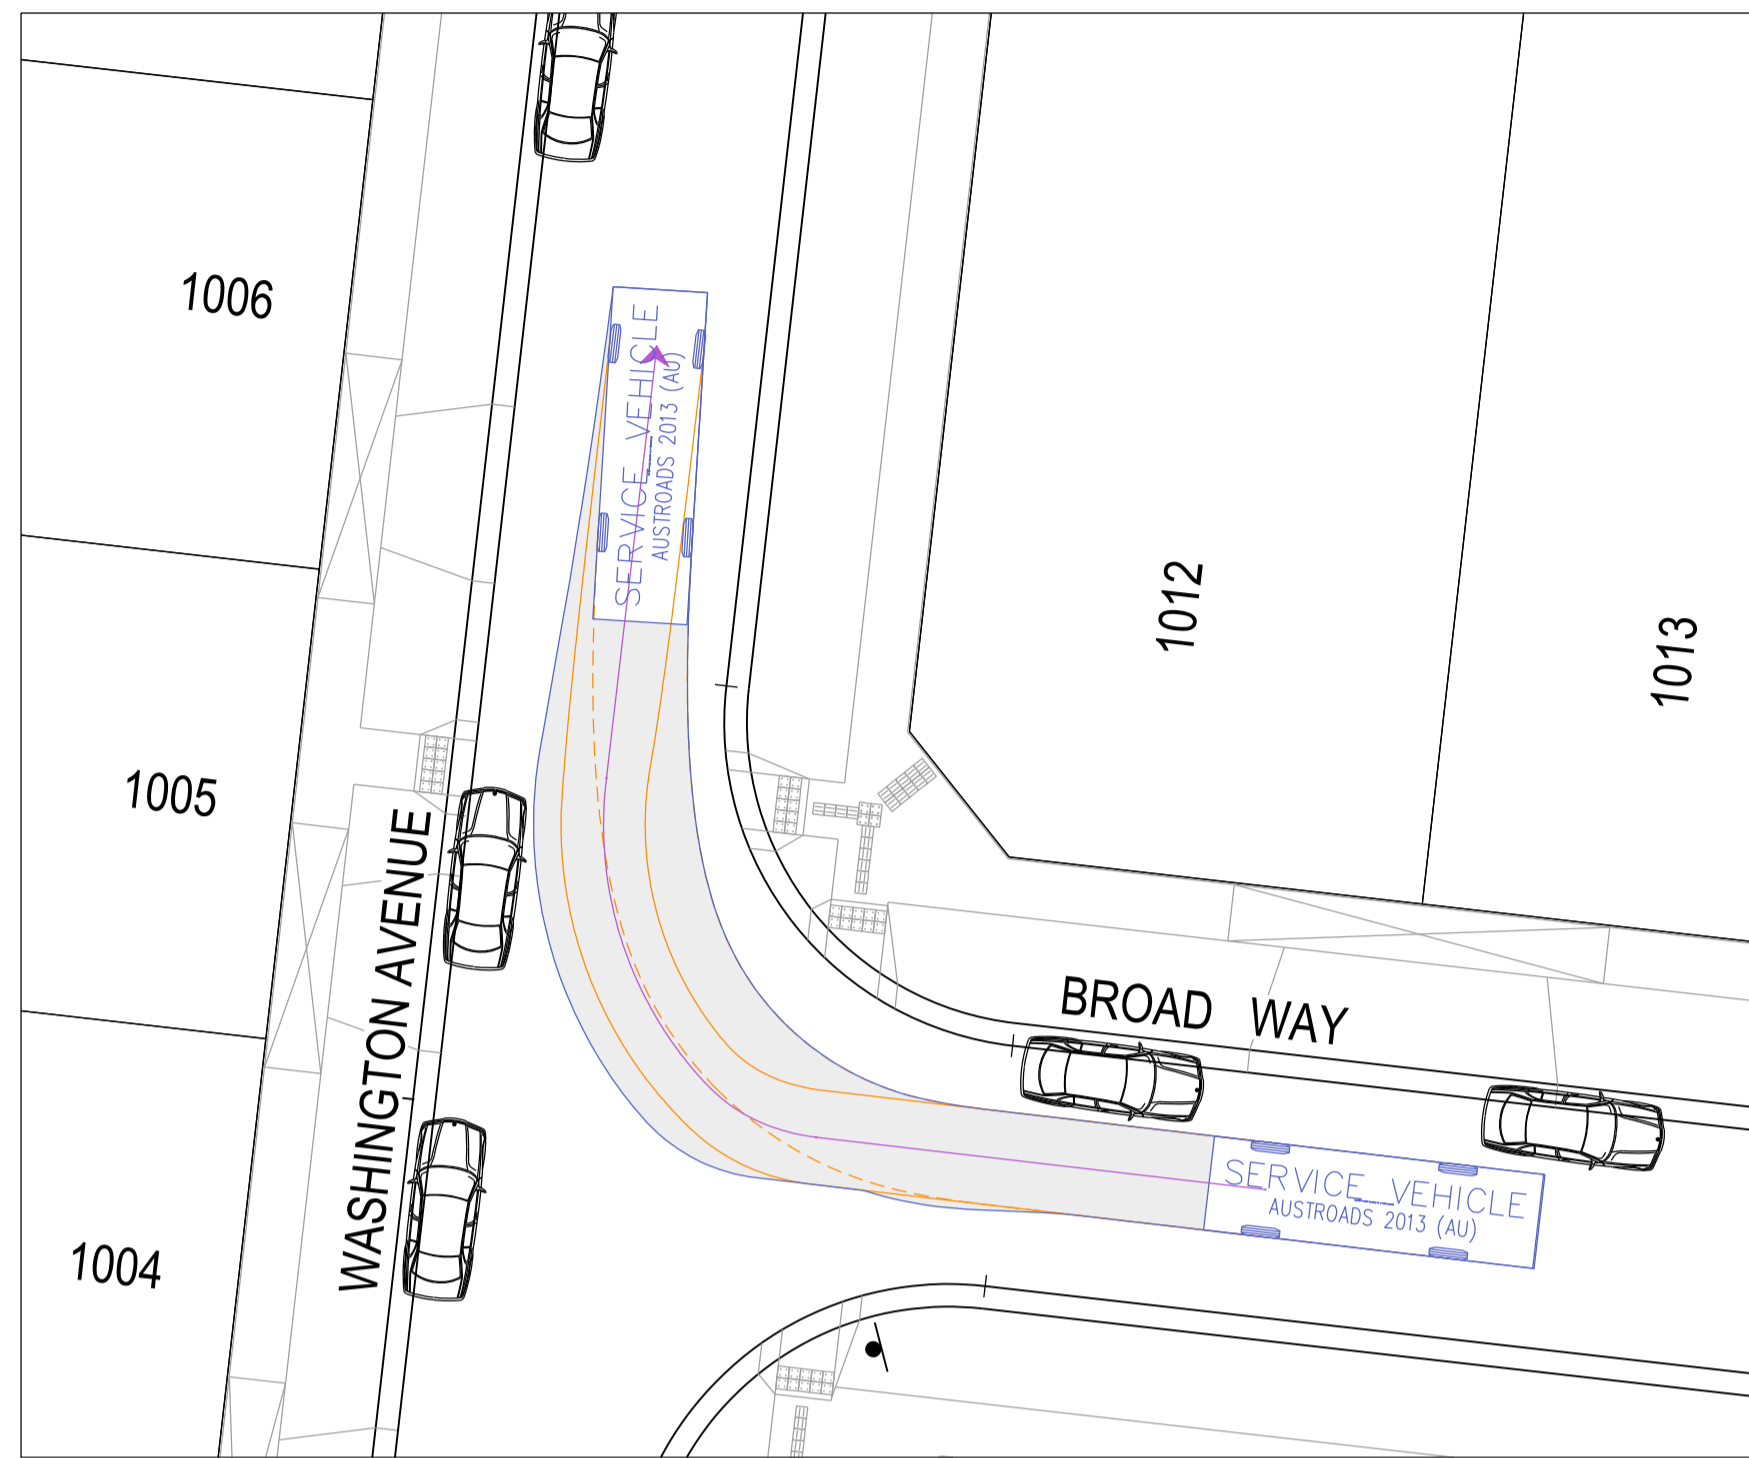 1006
SERVICE VEHICLE
AUSTROADS 2013 (AU)
1012
1013
1005
WASHINGTON AVENUE
BROAD WAY
SERVICE VEHICLE
AUSTROADS 2013 (AU)
1004